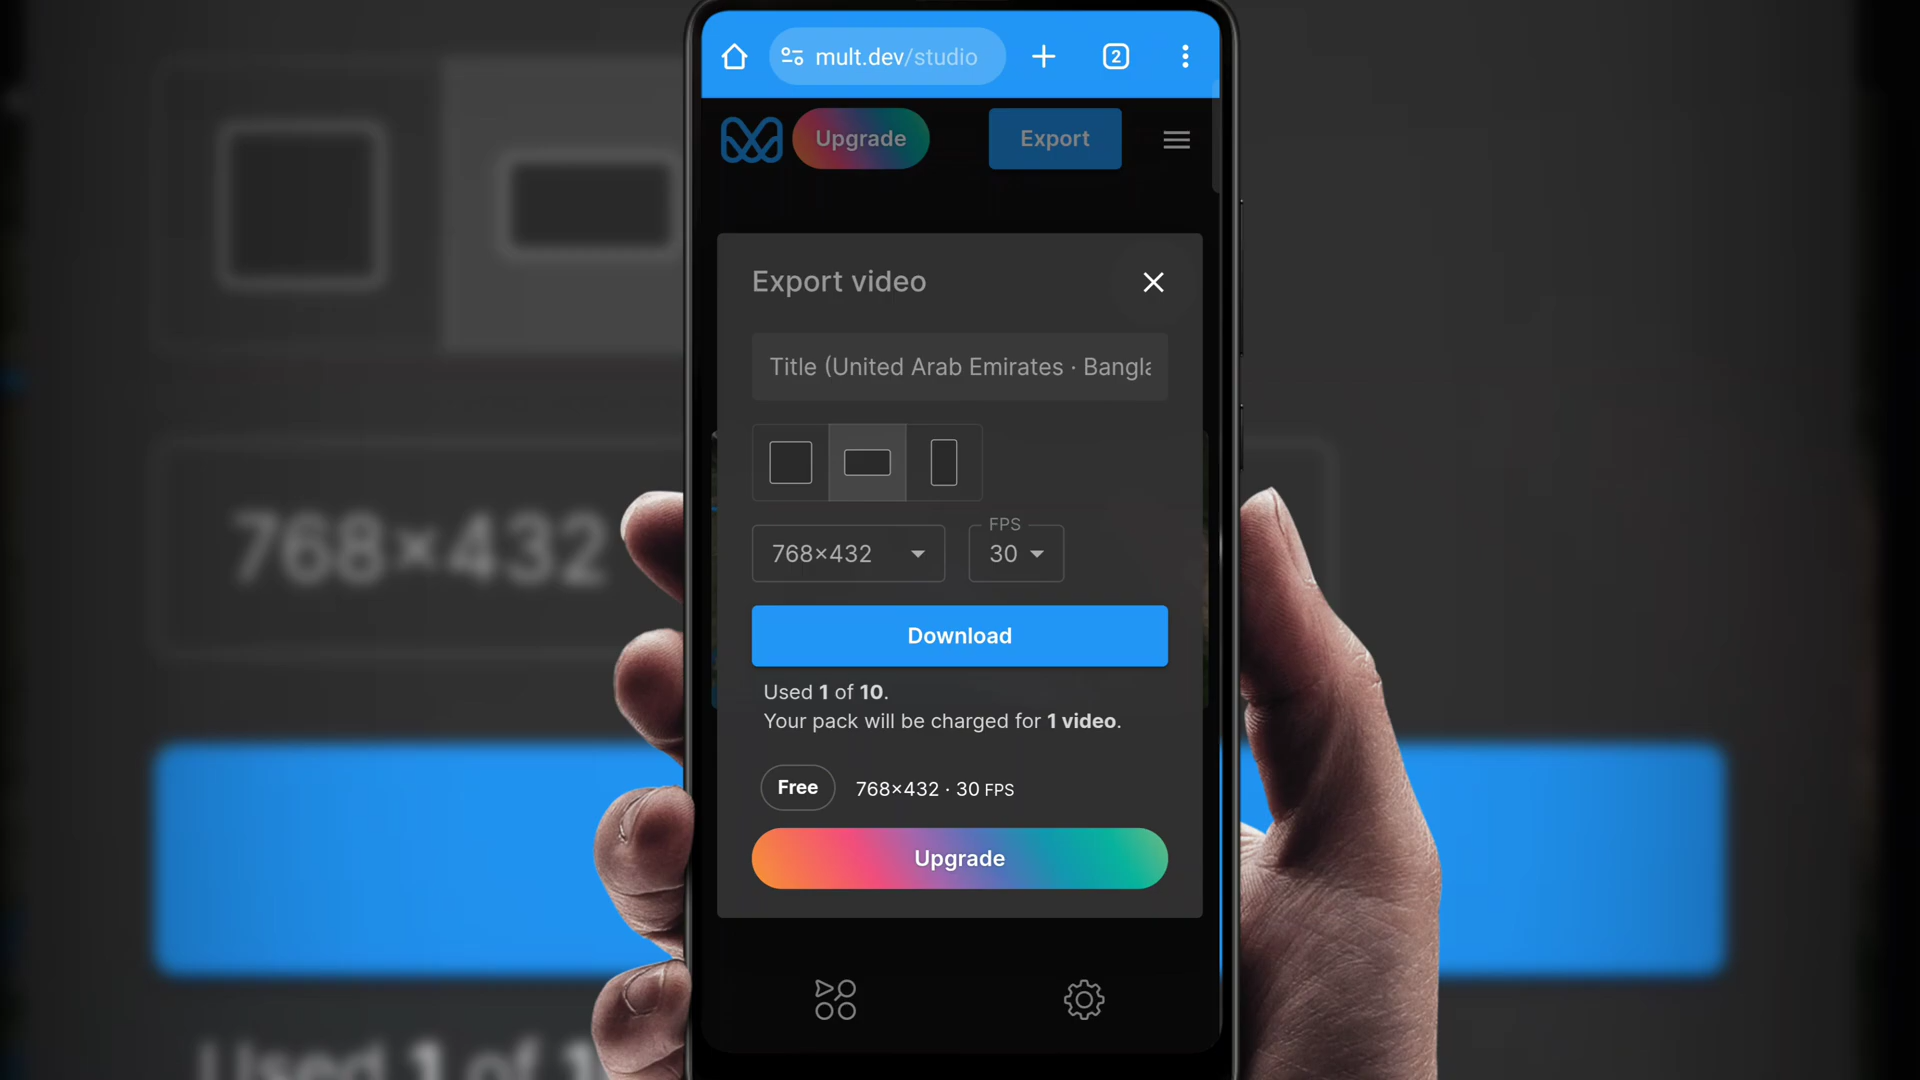 mult.dev/studio
2
Upgrade
Export
Export video
Title (United Arab Emirates · Bangla
768×432
FPS
30
Download
Used 1 of 10.
Your pack will be charged for 1 video.
Free
768×432 · 30 FPS
Upgrade
768×432
Used 1 of 1